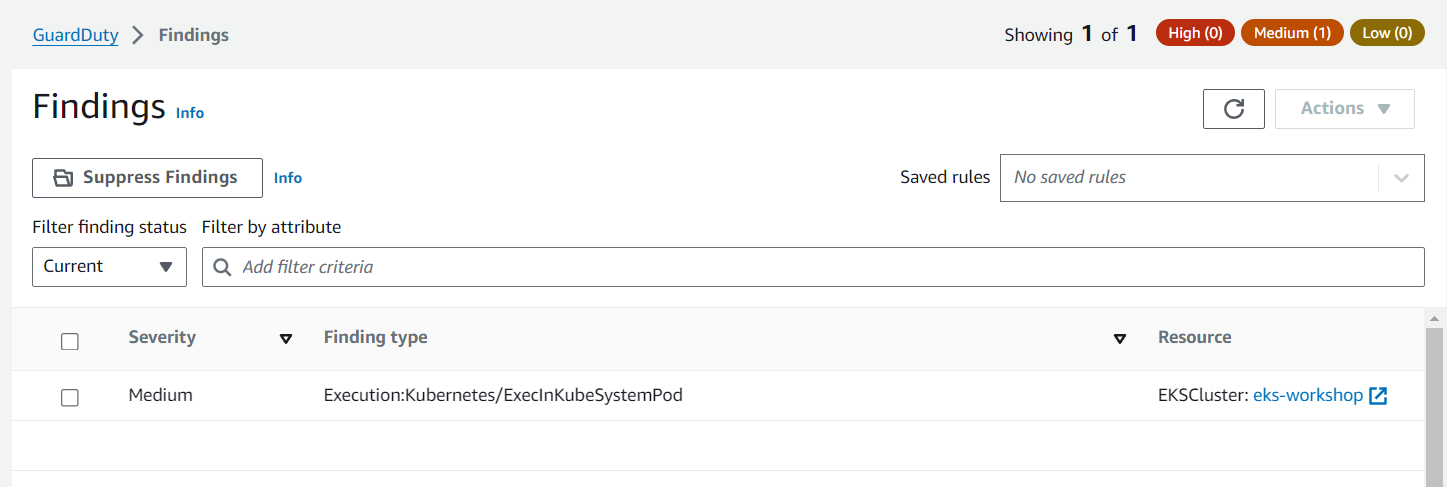 GuardDuty > Findings Showing 1 of 1 High (0) Medium (1) Low (0)
Findings Info
Actions
Suppress Findings Info Saved rules No saved rules
Filter finding status Filter by attribute
Current Add filter criteria
Severity Finding type Resource
Medium Execution:Kubernetes/ExecInKubeSystemPod EKSCluster: eks-workshop